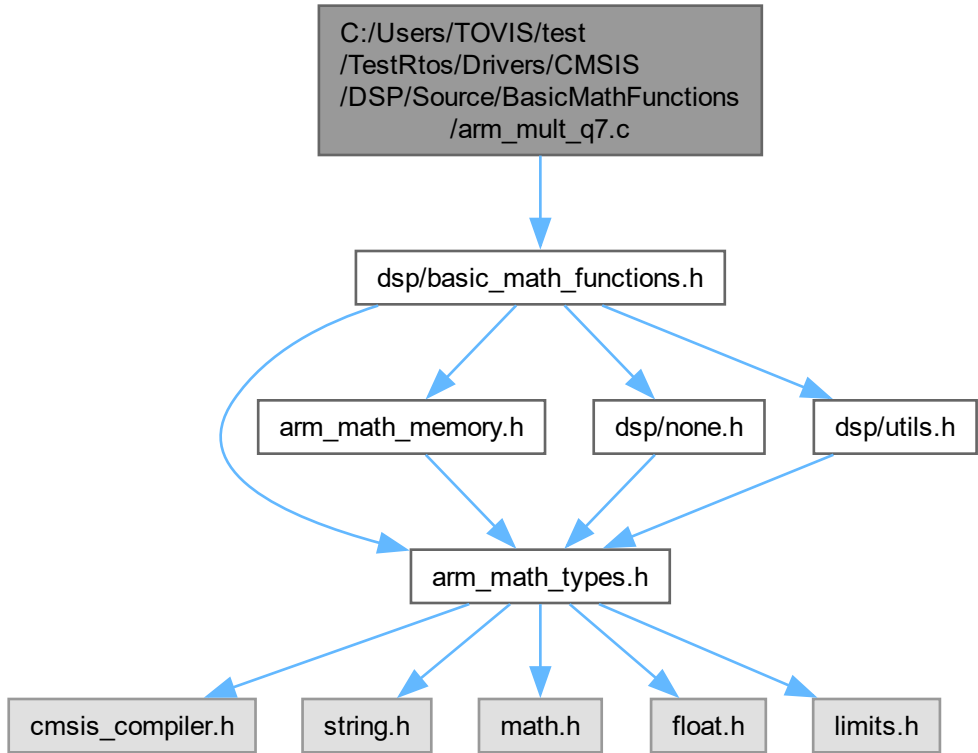 C:/Users/TOVIS/test
/TestRtos/Drivers/CMSIS
/DSP/Source/BasicMathFunctions
/arm_mult_q7.c
dsp/basic_math_functions.h
arm_math_memory.h
dsp/none.h
dsp/utils.h
arm_math_types.h
cmsis_compiler.h
string.h
math.h
float.h
limits.h